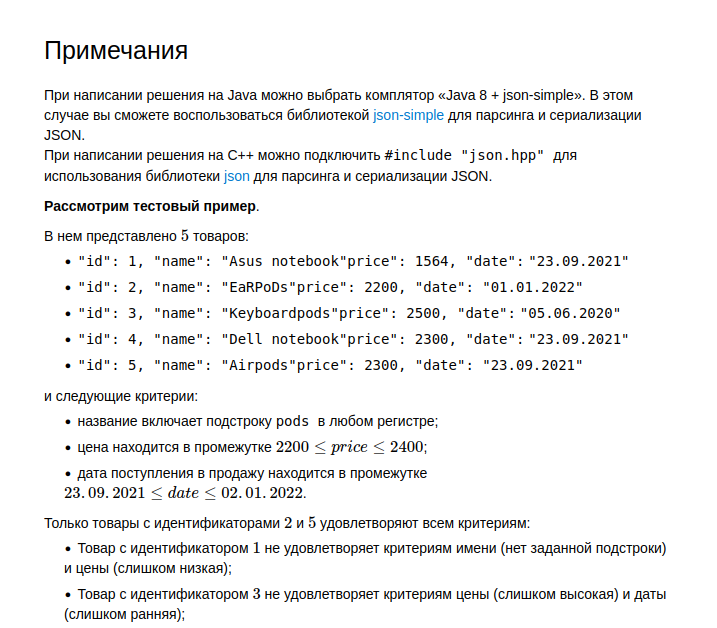 Примечания
При написании решения на Java можно выбрать комплятор «Java 8 + json-simple». В этом
случае вы сможете воспользоваться библиотекой json-simple для парсинга и сериализации
JSON.
При написании решения на C++ можно подключить #include "json.hpp" для
использования библиотеки json для парсинга и сериализации JSON.
Рассмотрим тестовый пример.
В нем представлено 5 товаров:
• "id": 1, "name": "Asus notebook"price": 1564, "date": "23.09.2021"
• "id": 2, "name": "EaRPoDs"price": 2200, "date": "01.01.2022"
• "id": 3, "name": "Keyboardpods"price": 2500, "date": "05.06.2020"
• "id": 4, "name": "Dell notebook"price": 2300, "date": "23.09.2021"
• "id": 5, "name": "Airpods"price": 2300, "date": "23.09.2021"
и следующие критерии:
• название включает подстроку pods в любом регистре;
• цена находится в промежутке 2200 ≤ price ≤ 2400;
• дата поступления в продажу находится в промежутке
23.09.2021 ≤ date ≤ 02.01.2022.
Только товары с идентификаторами 2 и 5 удовлетворяют всем критериям:
• Товар с идентификатором 1 не удовлетворяет критериям имени (нет заданной подстроки)
и цены (слишком низкая);
• Товар с идентификатором 3 не удовлетворяет критериям цены (слишком высокая) и даты
(слишком ранняя);